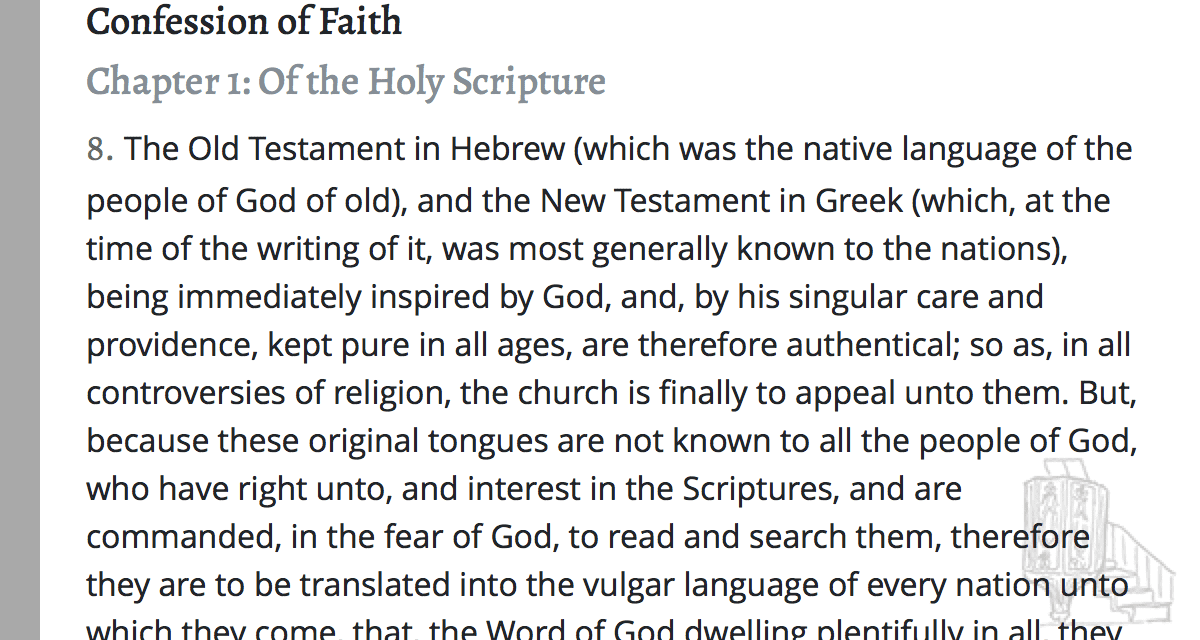 Confession of Faith
Chapter 1: Of the Holy Scripture
8. The Old Testament in Hebrew (which was the native language of the
people of God of old), and the New Testament in Greek (which, at the
time of the writing of it, was most generally known to the nations),
being immediately inspired by God, and, by his singular care and
providence, kept pure in all ages, are therefore authentical; so as, in all
controversies of religion, the church is finally to appeal unto them. But,
because these original tongues are not known to all the people of God,
who have right unto, and interest in the Scriptures, and are
commanded, in the fear of God, to read and search them, therefore
they are to be translated into the vulgar language of every nation unto
which they come, that, the Word of God dwelling plentifully in all, they